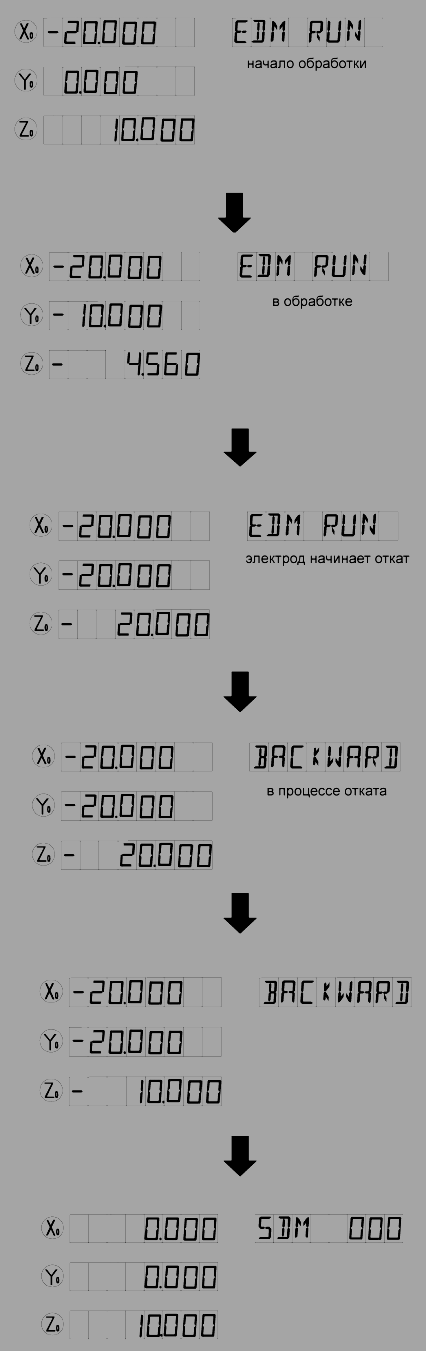 X₀ -20.000 EDM RUN
начало обработки
Y₀ 0.000
Z₀ 10.000
X₀ -20.000 EDM RUN
в обработке
Y₀ - 10.000
Z₀ - 4.560
X₀ -20.000 EDM RUN
электрод начинает откат
Y₀ -20.000
Z₀ - 20.000
X₀ -20.000 BACKWARD
в процессе отката
Y₀ -20.000
Z₀ - 20.000
X₀ -20.000 BACKWARD
Y₀ -20.000
Z₀ - 10.000
X₀ 0.000 SDM 000
Y₀ 0.000
Z₀ 10.000